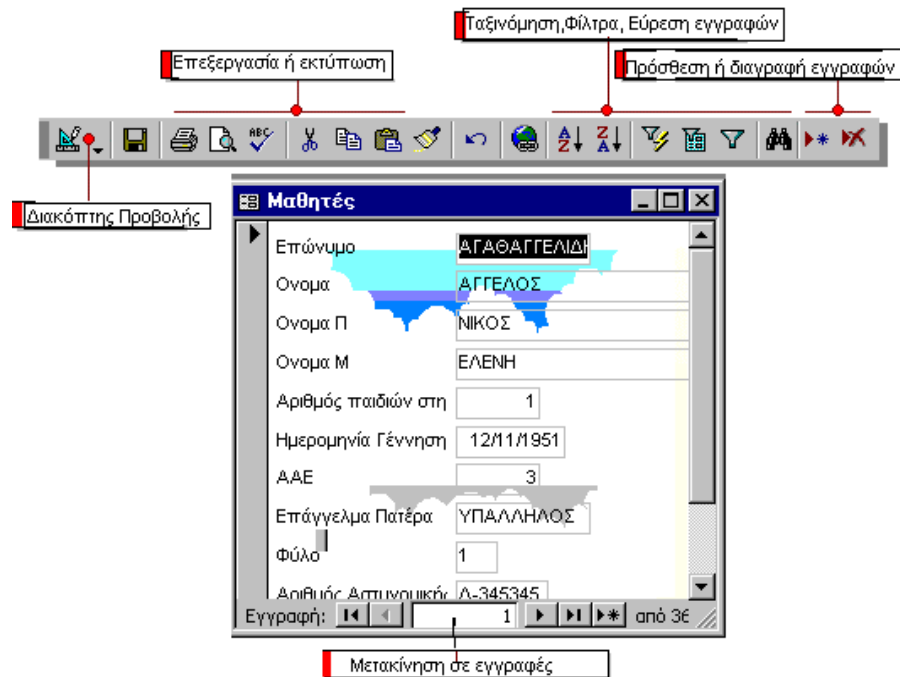 Ταξινόμηση,Φίλτρα, Εύρεση εγγραφών
Επεξεργασία ή εκτύπωση
Πρόσθεση ή διαγραφή εγγραφών
ABC
A Z
Z A
Διακόπτης Προβολής
Μαθητές
Επώνυμο ΑΓΑΘΑΓΓΕΛΙΔΗ
Ονομα ΑΓΓΕΛΟΣ
Ονομα Π ΝΙΚΟΣ
Ονομα Μ ΕΛΕΝΗ
Αριθμός παιδιών στη 1
Ημερομηνία Γέννηση 12/11/1951
ΑΑΕ 3
Επάγγελμα Πατέρα ΥΠΑΛΛΗΛΟΣ
Φύλο 1
Αριθμός Αστυνομικής Λ-345345
Εγγραφή: 1 από 36
Μετακίνηση σε εγγραφές